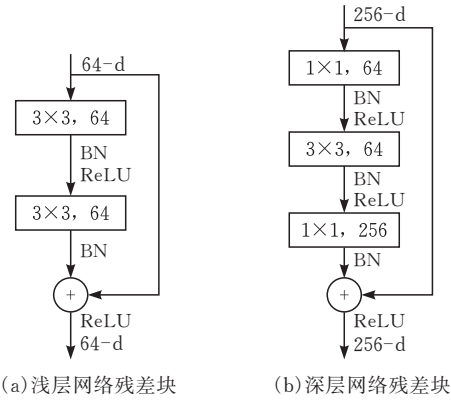 64-d
3×3, 64
BN
ReLU
3×3, 64
BN
+
ReLU
64-d
(a)浅层网络残差块
256-d
1×1, 64
BN
ReLU
3×3, 64
BN
ReLU
1×1, 256
BN
+
ReLU
256-d
(b)深层网络残差块